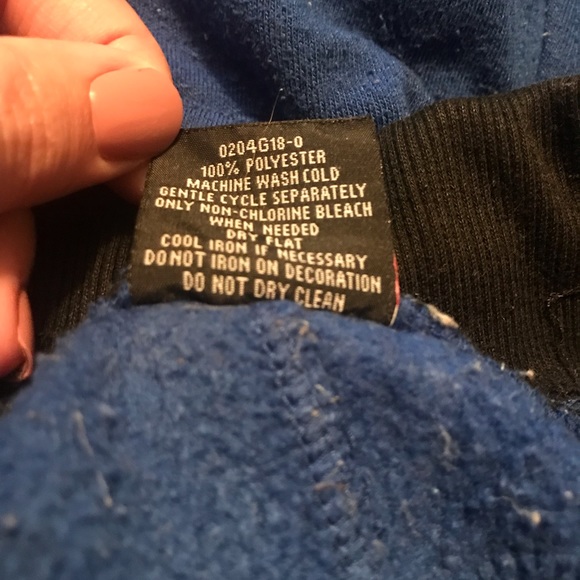 0204G18-0
100% POLYESTER
MACHINE WASH COLD
GENTLE CYCLE SEPARATELY
ONLY NON-CHLORINE BLEACH
WHEN NEEDED
DRY FLAT
COOL IRON IF NECESSARY
DO NOT IRON ON DECORATION
DO NOT DRY CLEAN